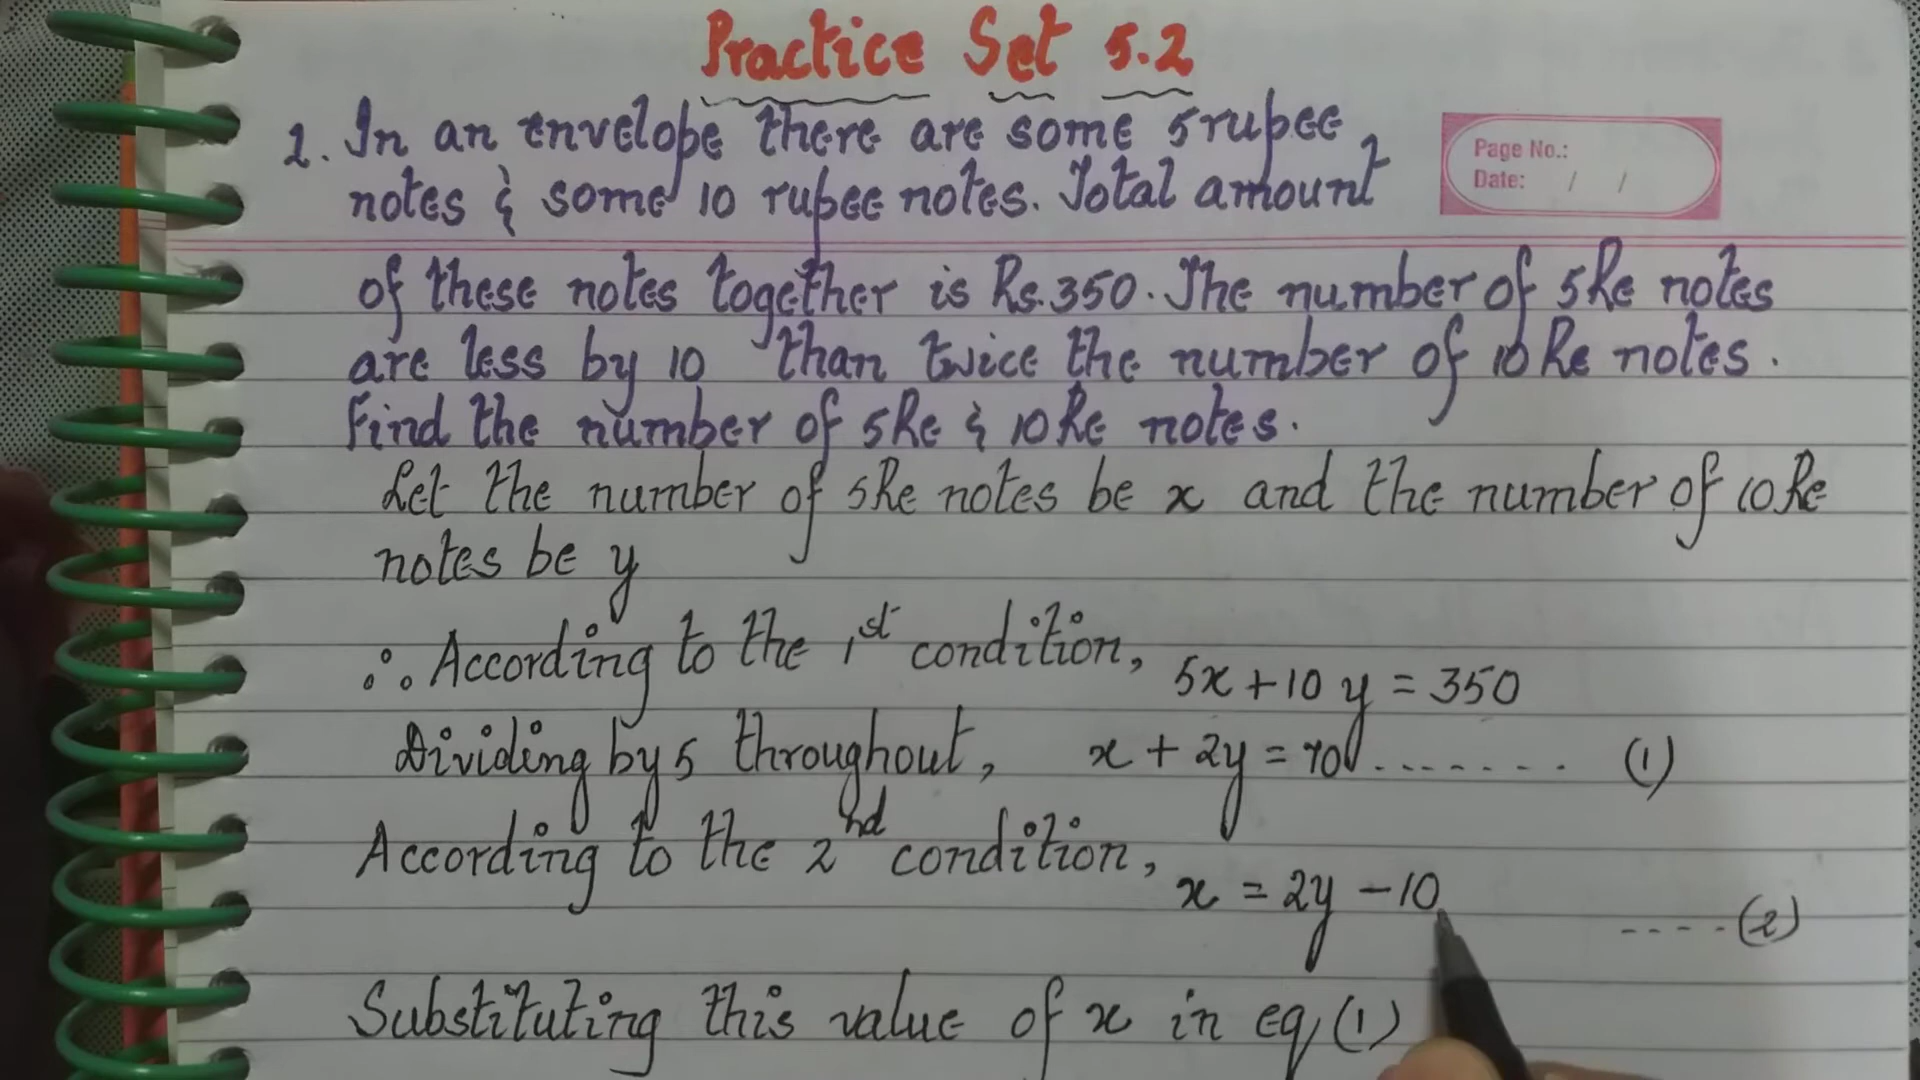 Practice Set 5.2
2. In an envelope there are some 5 rupee
notes & some 10 rupee notes. Total amount
Page No.:
Date: / /
of these notes together is Rs.350. The number of 5Re notes
are less by 10 than twice the number of 10 Re notes.
Find the number of 5Re & 10Re notes.
Let the number of 5Re notes be x and the number of 10Re
notes be y
∴ According to the 1st condition, 5x+10y = 350
Dividing by 5 throughout, x + 2y = 70 ....... (1)
According to the 2nd condition, x = 2y - 10 ----- (2)
Substituting this value of x in eq (1)